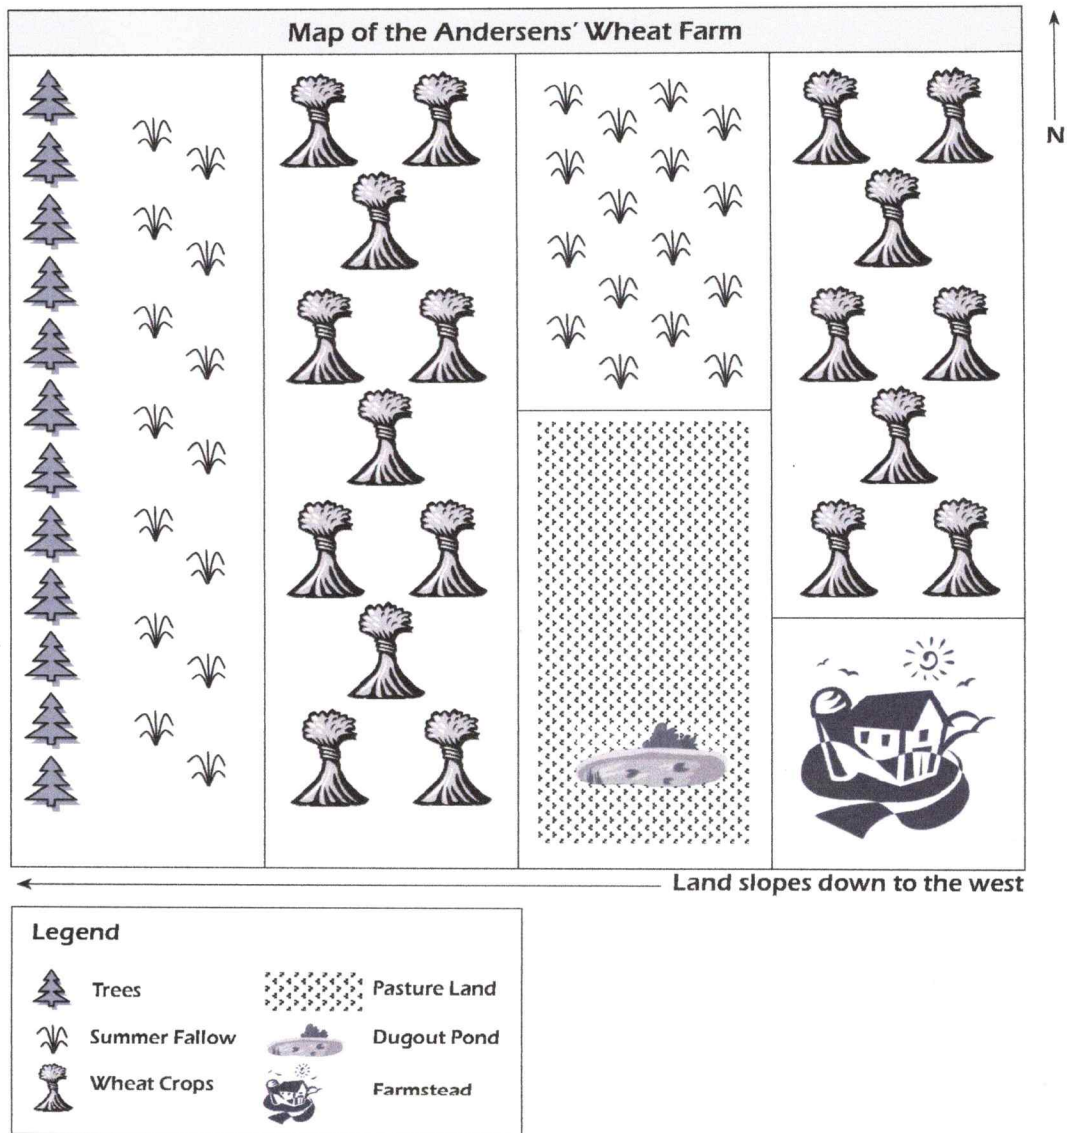 Map of the Andersens' Wheat Farm
N
Land slopes down to the west
Legend
Trees
Pasture Land
Summer Fallow
Dugout Pond
Wheat Crops
Farmstead